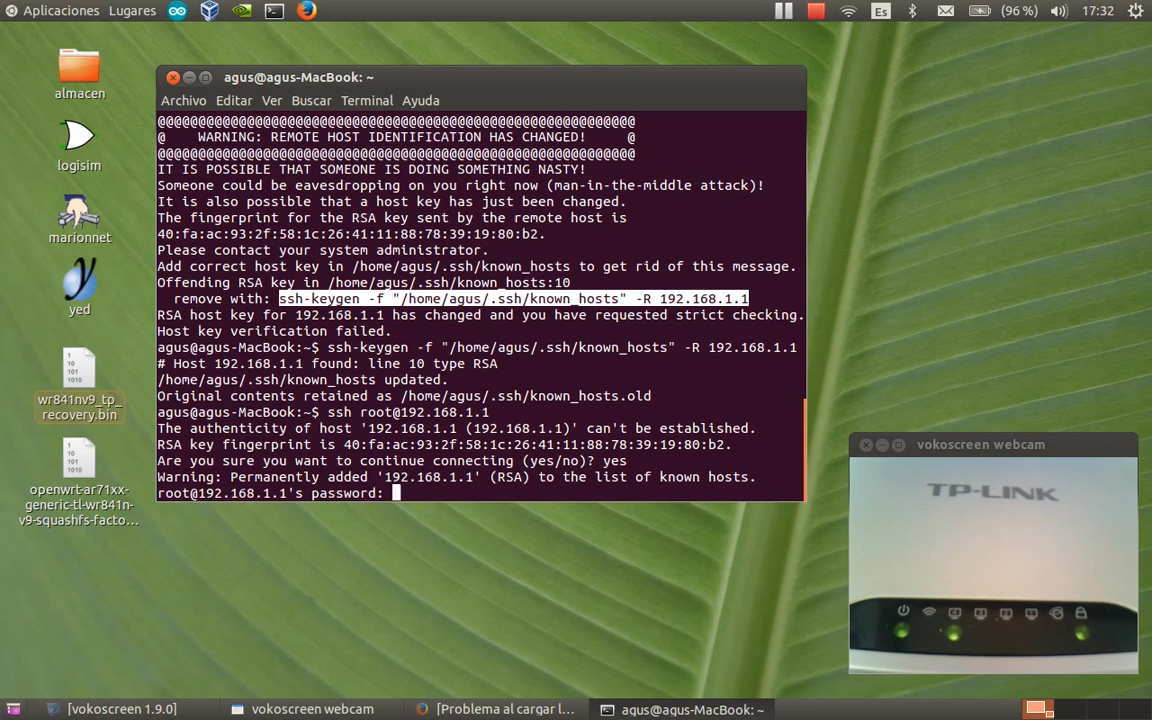 Aplicaciones Lugares Es (96 %) 17:32
almacen
logisim
marionnet
yed
wr841nv9_tp_
recovery.bin
openwrt-ar71xx-
generic-tl-wr841n-
v9-squashfs-facto...
agus@agus-MacBook: ~
Archivo Editar Ver Buscar Terminal Ayuda
@@@@@@@@@@@@@@@@@@@@@@@@@@@@@@@@@@@@@@@@@@@@@@@@@@@@@@@@@@@
@    WARNING: REMOTE HOST IDENTIFICATION HAS CHANGED!     @
@@@@@@@@@@@@@@@@@@@@@@@@@@@@@@@@@@@@@@@@@@@@@@@@@@@@@@@@@@@
IT IS POSSIBLE THAT SOMEONE IS DOING SOMETHING NASTY!
Someone could be eavesdropping on you right now (man-in-the-middle attack)!
It is also possible that a host key has just been changed.
The fingerprint for the RSA key sent by the remote host is
40:fa:ac:93:2f:58:1c:26:41:11:88:78:39:19:80:b2.
Please contact your system administrator.
Add correct host key in /home/agus/.ssh/known_hosts to get rid of this message.
Offending RSA key in /home/agus/.ssh/known_hosts:10
  remove with: ssh-keygen -f "/home/agus/.ssh/known_hosts" -R 192.168.1.1
RSA host key for 192.168.1.1 has changed and you have requested strict checking.
Host key verification failed.
agus@agus-MacBook:~$ ssh-keygen -f "/home/agus/.ssh/known_hosts" -R 192.168.1.1
# Host 192.168.1.1 found: line 10 type RSA
/home/agus/.ssh/known_hosts updated.
Original contents retained as /home/agus/.ssh/known_hosts.old
agus@agus-MacBook:~$ ssh root@192.168.1.1
The authenticity of host '192.168.1.1 (192.168.1.1)' can't be established.
RSA key fingerprint is 40:fa:ac:93:2f:58:1c:26:41:11:88:78:39:19:80:b2.
Are you sure you want to continue connecting (yes/no)? yes
Warning: Permanently added '192.168.1.1' (RSA) to the list of known hosts.
root@192.168.1.1's password:
vokoscreen webcam
TP-LINK
[vokoscreen 1.9.0] vokoscreen webcam [Problema al cargar l... agus@agus-MacBook: ~